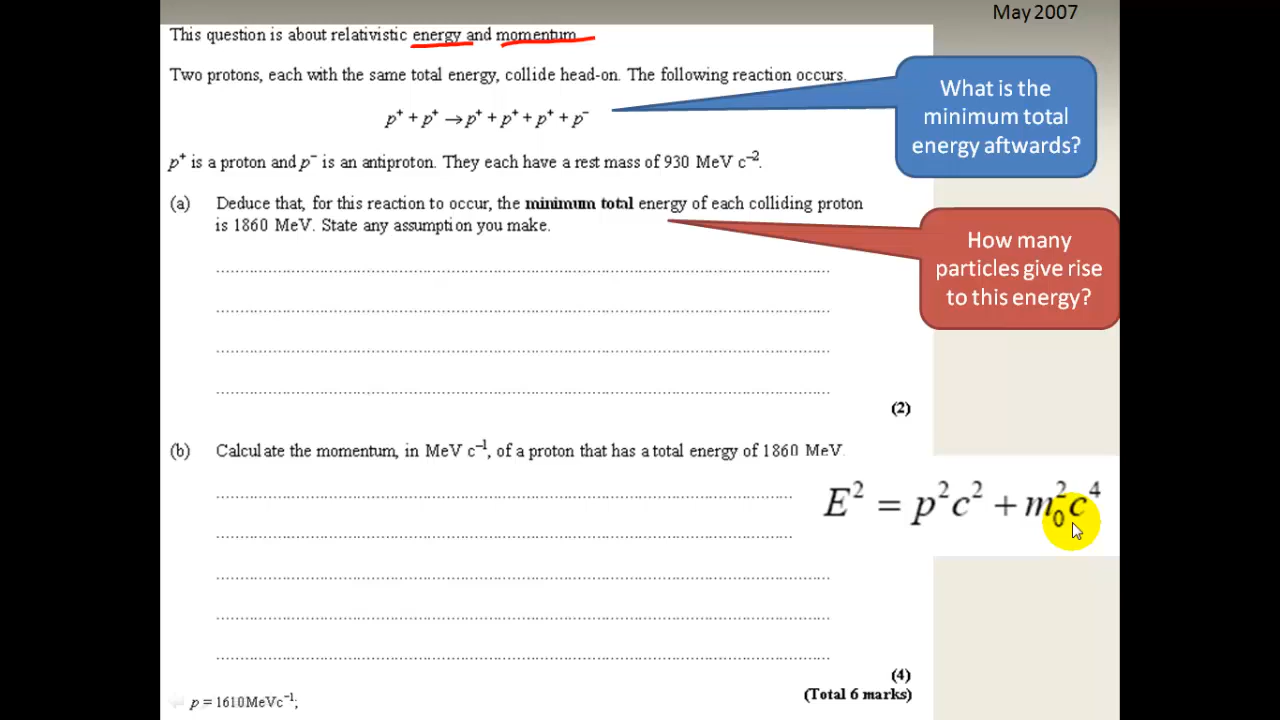 May 2007
This question is about relativistic energy and momentum
Two protons, each with the same total energy, collide head-on. The following reaction occurs.
p⁺ + p⁺ → p⁺ + p⁺ + p⁺ + p⁻
p⁺ is a proton and p⁻ is an antiproton. They each have a rest mass of 930 MeV c⁻².
(a) Deduce that, for this reaction to occur, the minimum total energy of each colliding proton
is 1860 MeV. State any assumption you make.
(2)
(b) Calculate the momentum, in MeV c⁻¹, of a proton that has a total energy of 1860 MeV.
(4)
(Total 6 marks)
p = 1610MeVc⁻¹;
What is the
minimum total
energy aftwards?
How many
particles give rise
to this energy?
E² = p²c² + m₀²c⁴